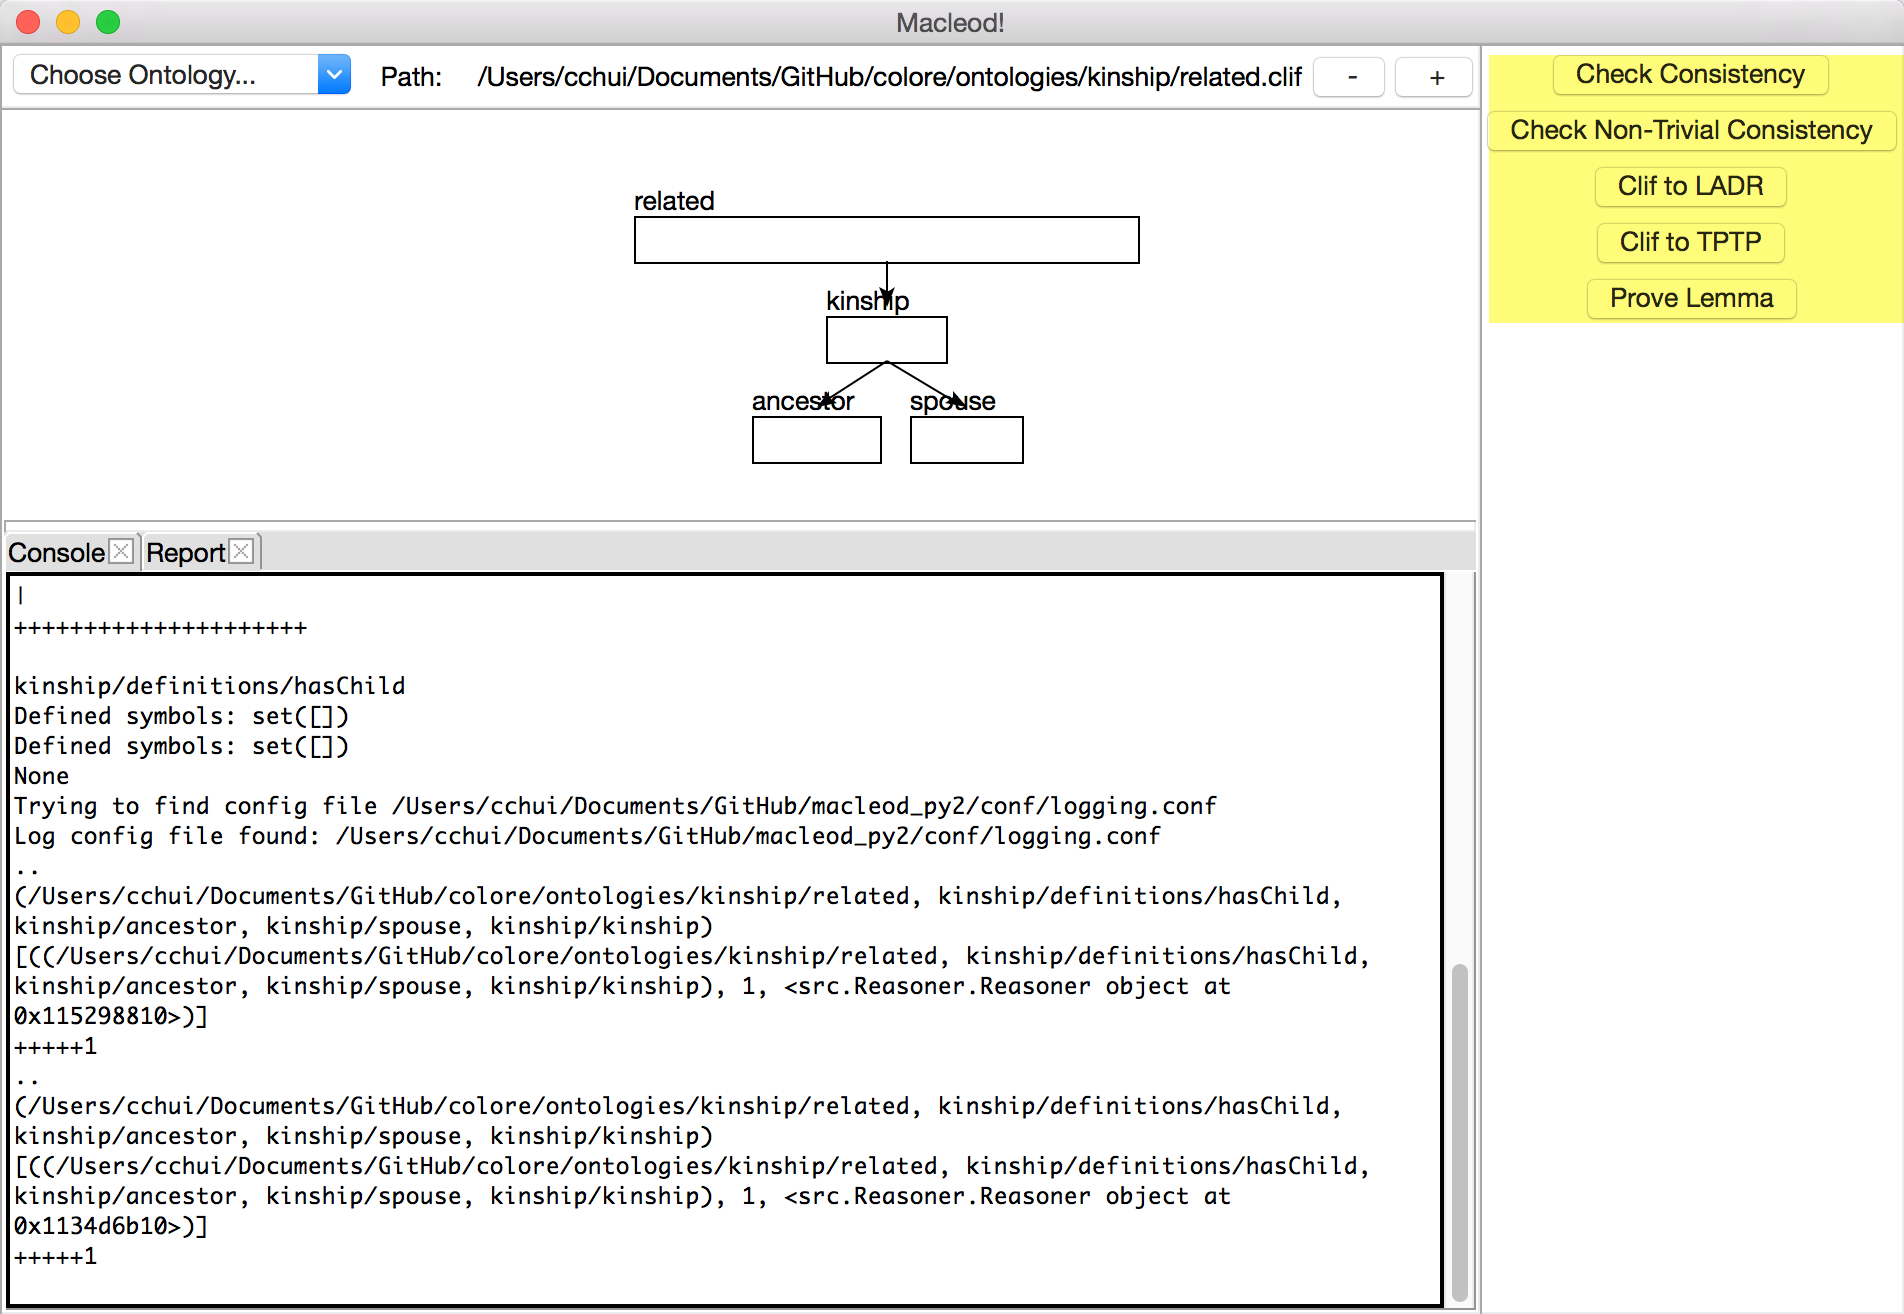 Macleod!
Choose Ontology... Path: /Users/cchui/Documents/GitHub/colore/ontologies/kinship/related.clif - +
Check Consistency
Check Non-Trivial Consistency
Clif to LADR
Clif to TPTP
Prove Lemma
related
kinship
ancestor spouse
Console Report
|
+++++++++++++++++++++
kinship/definitions/hasChild
Defined symbols: set([])
Defined symbols: set([])
None
Trying to find config file /Users/cchui/Documents/GitHub/macleod_py2/conf/logging.conf
Log config file found: /Users/cchui/Documents/GitHub/macleod_py2/conf/logging.conf
..
(/Users/cchui/Documents/GitHub/colore/ontologies/kinship/related, kinship/definitions/hasChild,
kinship/ancestor, kinship/spouse, kinship/kinship)
[((/Users/cchui/Documents/GitHub/colore/ontologies/kinship/related, kinship/definitions/hasChild,
kinship/ancestor, kinship/spouse, kinship/kinship), 1, <src.Reasoner.Reasoner object at
0x115298810>)]
+++++1
..
(/Users/cchui/Documents/GitHub/colore/ontologies/kinship/related, kinship/definitions/hasChild,
kinship/ancestor, kinship/spouse, kinship/kinship)
[((/Users/cchui/Documents/GitHub/colore/ontologies/kinship/related, kinship/definitions/hasChild,
kinship/ancestor, kinship/spouse, kinship/kinship), 1, <src.Reasoner.Reasoner object at
0x1134d6b10>)]
+++++1